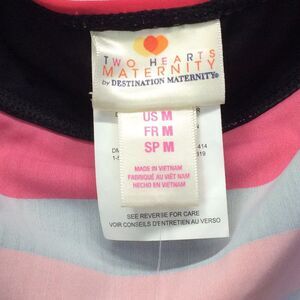 TWO HEARTS
MATERNITY
BY DESTINATION MATERNITY®
US M
FR M
SP M
MADE IN VIETNAM
FABRIQUÉ AU VIÊT NAM
HECHO EN VIETNAM
SEE REVERSE FOR CARE
VOIR CONSEILS D'ENTRETIEN AU VERSO